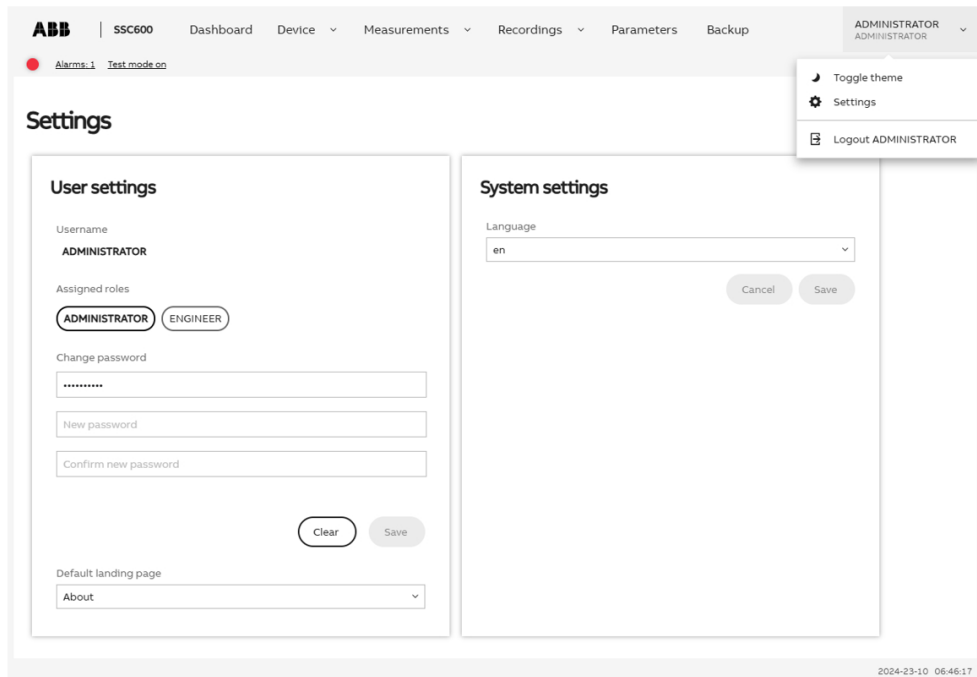 ABB SSC600 Dashboard Device Measurements Recordings Parameters Backup
ADMINISTRATOR
ADMINISTRATOR
Alarms: 1 Test mode on
Toggle theme
Settings
Logout ADMINISTRATOR
Settings
User settings
Username
ADMINISTRATOR
Assigned roles
ADMINISTRATOR ENGINEER
Change password
••••••••••
New password
Confirm new password
Clear Save
Default landing page
About
System settings
Language
en
Cancel Save
2024-23-10 06:46:17